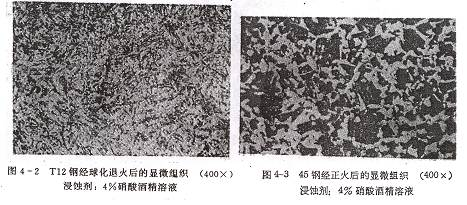 图 4-2 T12 钢经球化退火后的显微组织 (400×)
浸蚀剂：4%硝酸酒精溶液
图 4-3 45 钢经正火后的显微组织 (400×)
浸蚀剂：4% 硝酸酒精溶液